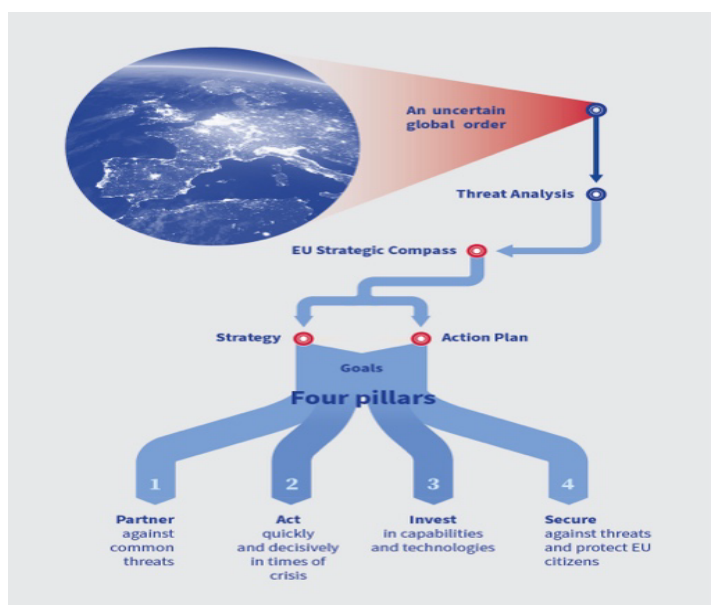 An uncertain
global order
Threat Analysis
EU Strategic Compass
Strategy
Action Plan
Goals
Four pillars
1
2
3
4
Partner
against
common
threats
Act
quickly
and decisively
in times of
crisis
Invest
in capabilities
and technologies
Secure
against threats
and protect EU
citizens